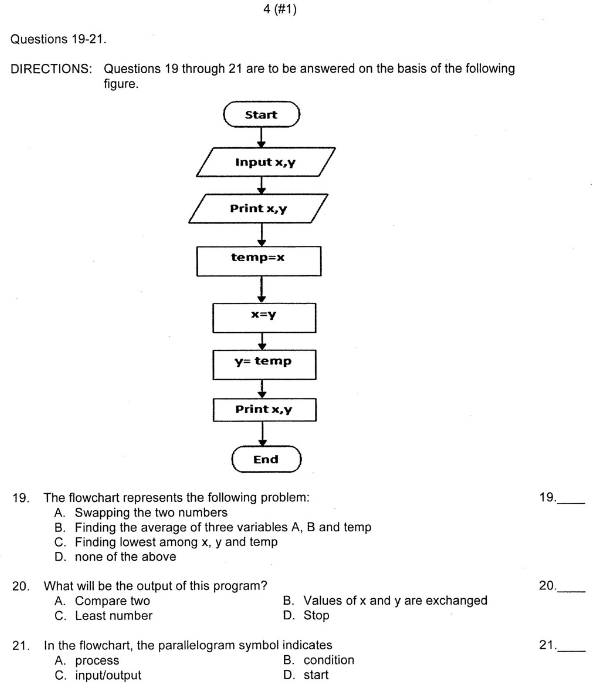 4 (#1)
Questions 19-21.
DIRECTIONS: Questions 19 through 21 are to be answered on the basis of the following
figure.
Start
Input x,y
Print x,y
temp=x
x=y
y= temp
Print x,y
End
19. The flowchart represents the following problem: 19.____
A. Swapping the two numbers
B. Finding the average of three variables A, B and temp
C. Finding lowest among x, y and temp
D. none of the above
20. What will be the output of this program? 20.____
A. Compare two B. Values of x and y are exchanged
C. Least number D. Stop
21. In the flowchart, the parallelogram symbol indicates 21.____
A. process B. condition
C. input/output D. start